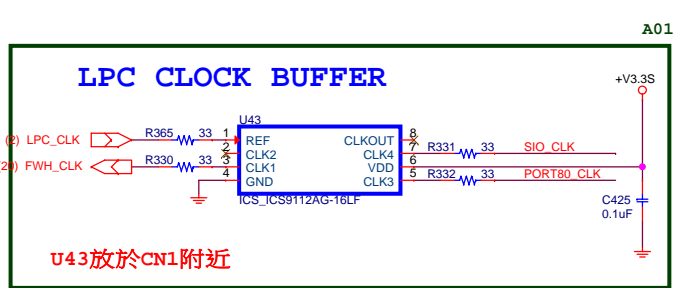 A01
LPC CLOCK BUFFER
+V3.3S
U43
(2) LPC_CLK R365 33 1 REF CLKOUT 8
2 CLK2 CLK4 7 R331 33 SIO_CLK
20) FWH_CLK R330 33 3 CLK1 VDD 6
4 GND CLK3 5 R332 33 PORT80_CLK
ICS_ICS9112AG-16LF
C425
0.1uF
U43放於CN1附近